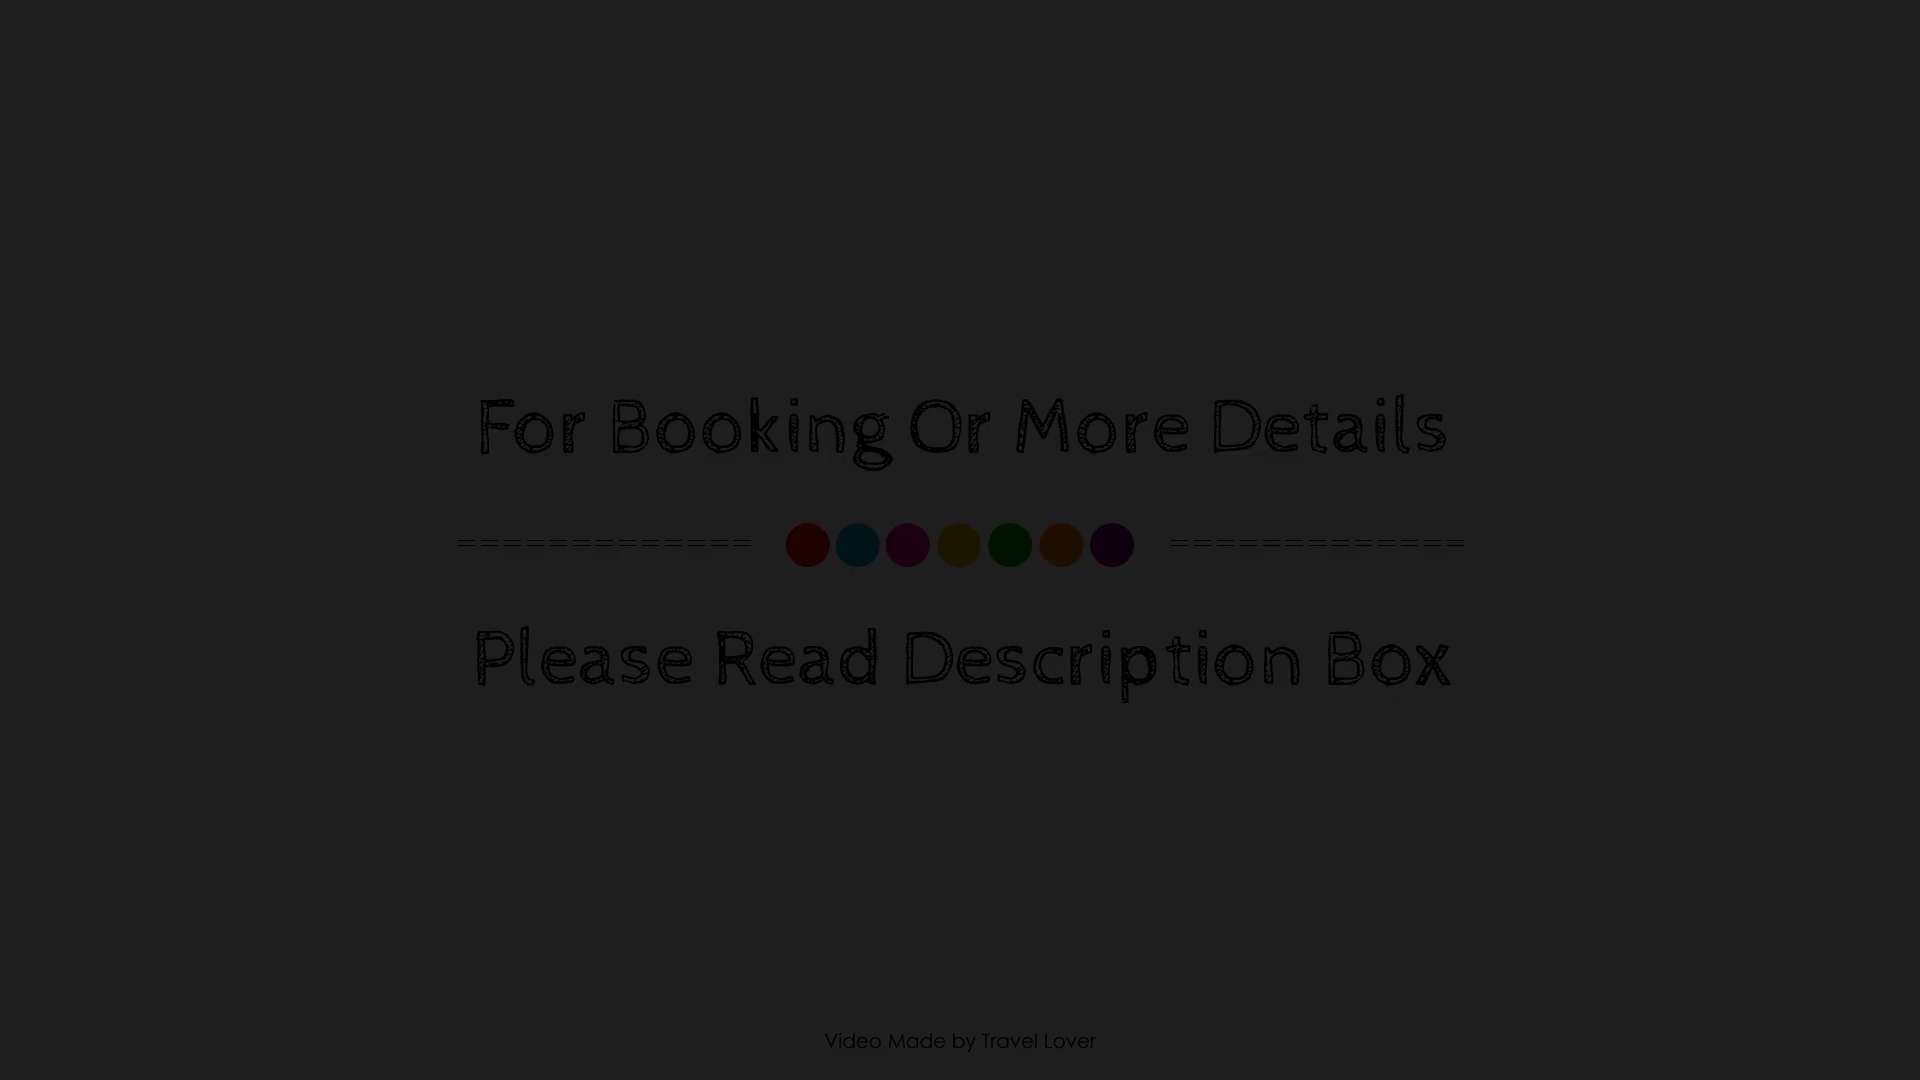 For Booking Or More Details
============= =============
Please Read Description Box
Video Made by Travel Lover